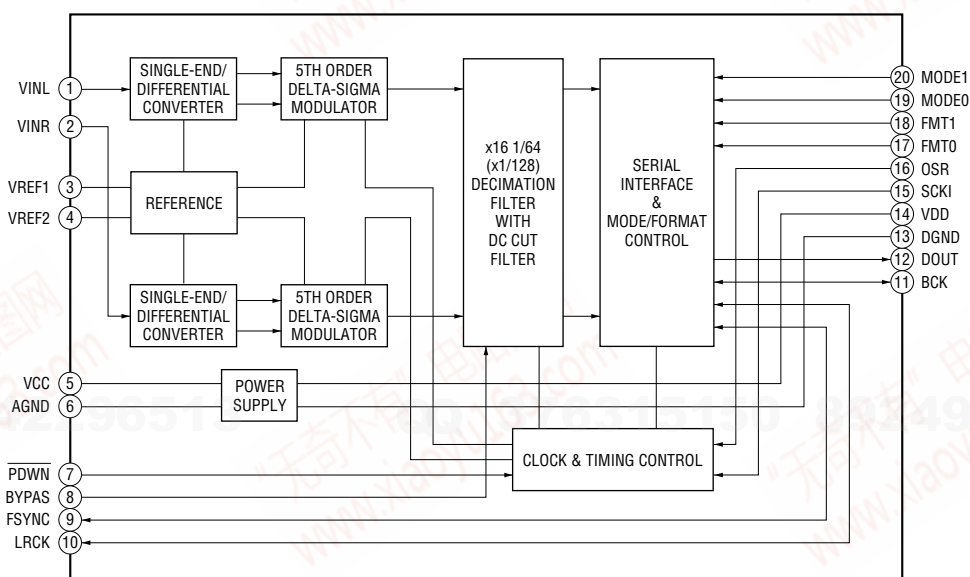 SINGLE-END/
DIFFERENTIAL
CONVERTER
5TH ORDER
DELTA-SIGMA
MODULATOR
VINL 1
VINR 2
VREF1 3
VREF2 4
REFERENCE
SINGLE-END/
DIFFERENTIAL
CONVERTER
5TH ORDER
DELTA-SIGMA
MODULATOR
x16 1/64
(x1/128)
DECIMATION
FILTER
WITH
DC CUT
FILTER
SERIAL
INTERFACE
&
MODE/FORMAT
CONTROL
20 MODE1
19 MODE0
18 FMT1
17 FMT0
16 OSR
15 SCKI
14 VDD
13 DGND
12 DOUT
11 BCK
VCC 5
AGND 6
POWER
SUPPLY
CLOCK & TIMING CONTROL
PDWN 7
BYPAS 8
FSYNC 9
LRCK 10